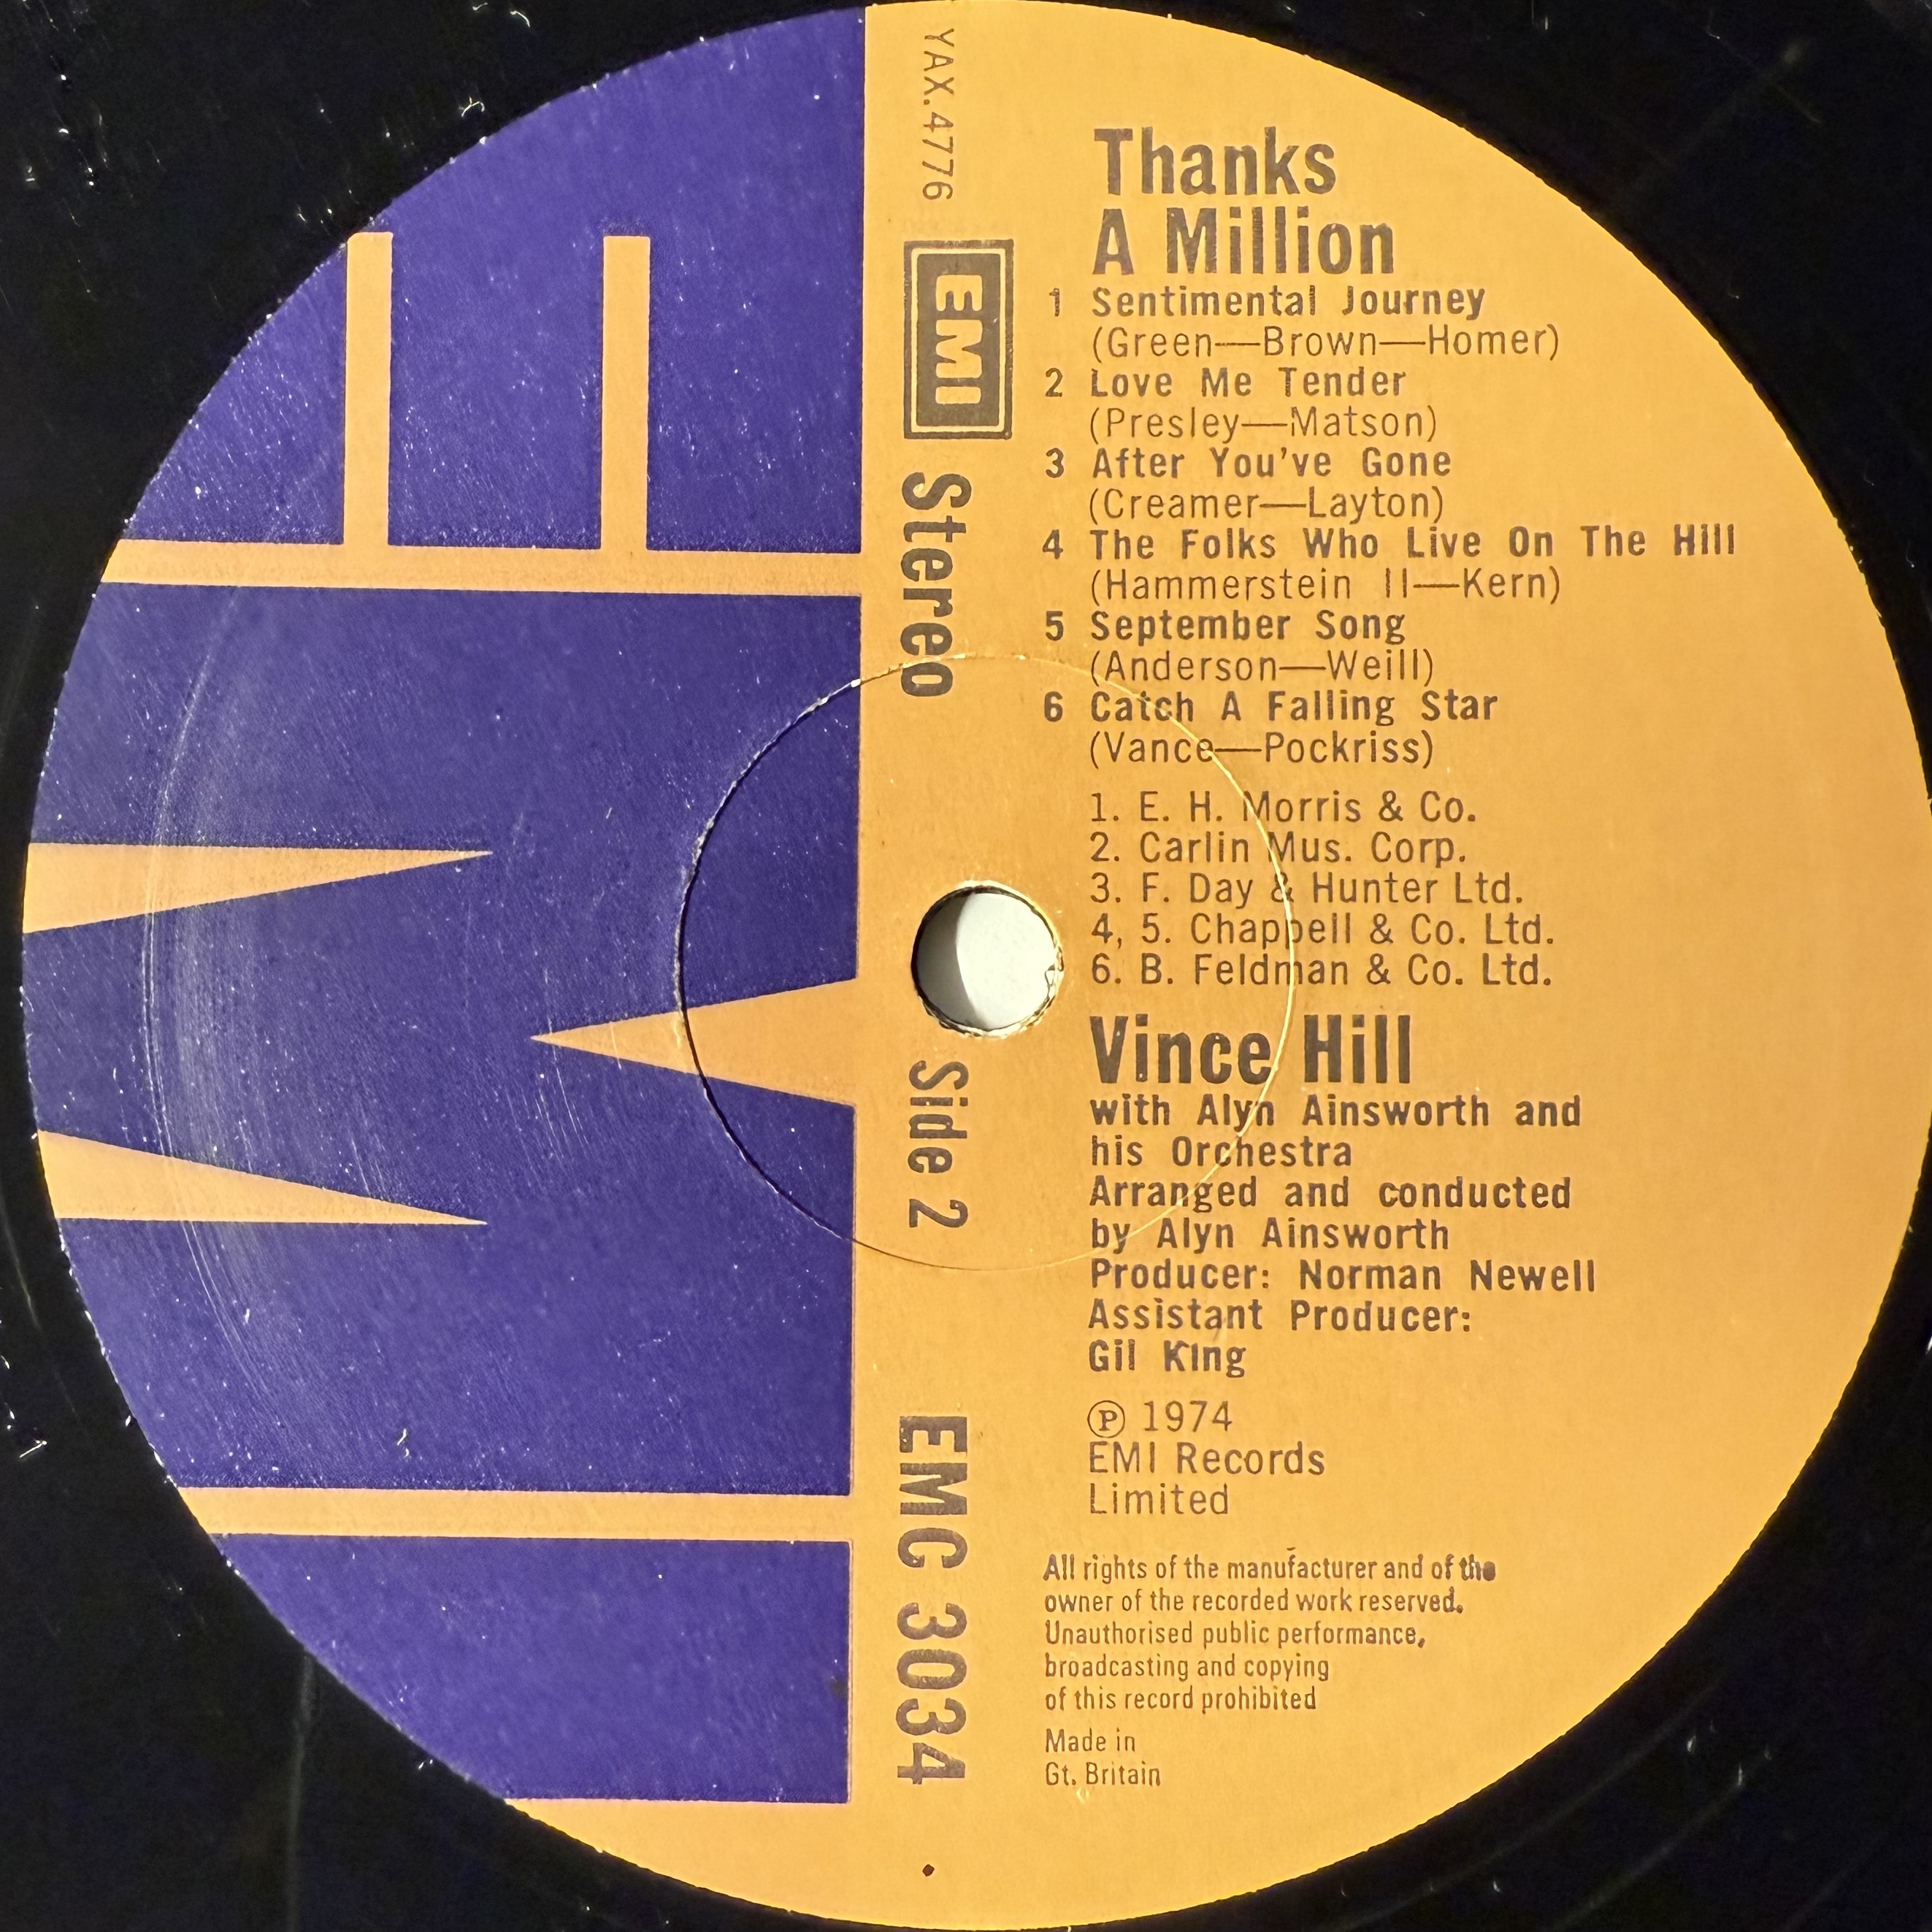 YAX.4776
EMI
Stereo
Side 2
EMC 3034
Thanks
A Million
1 Sentimental Journey
(Green—Brown—Homer)
2 Love Me Tender
(Presley—Matson)
3 After You've Gone
(Creamer—Layton)
4 The Folks Who Live On The Hill
(Hammerstein II—Kern)
5 September Song
(Anderson—Weill)
6 Catch A Falling Star
(Vance—Pockriss)
1. E. H. Morris & Co.
2. Carlin Mus. Corp.
3. F. Day & Hunter Ltd.
4, 5. Chappell & Co. Ltd.
6. B. Feldman & Co. Ltd.
Vince Hill
with Alyn Ainsworth and
his Orchestra
Arranged and conducted
by Alyn Ainsworth
Producer: Norman Newell
Assistant Producer:
Gil King
℗ 1974
EMI Records
Limited
All rights of the manufacturer and of the
owner of the recorded work reserved.
Unauthorised public performance,
broadcasting and copying
of this record prohibited
Made in
Gt. Britain